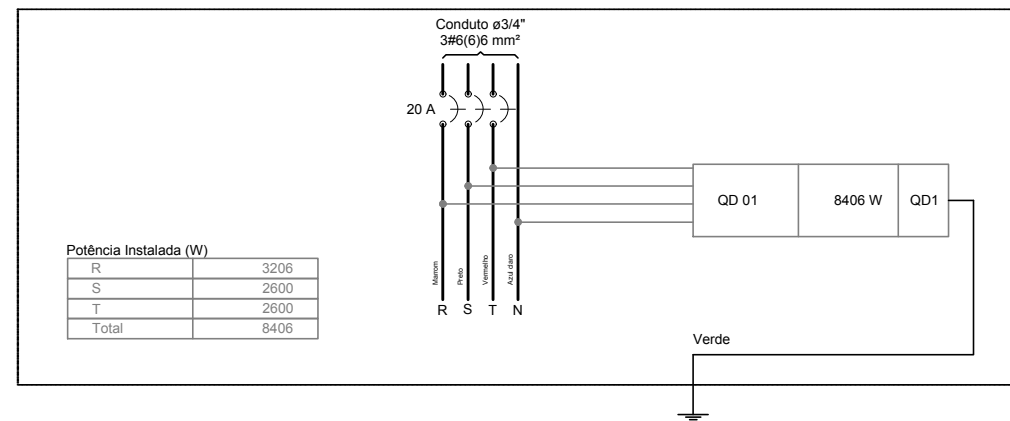 Conduto ø3/4"
3#6(6)6 mm²
20 A
QD 01 8406 W QD1
Potência Instalada (W)
R 3206
S 2600
T 2600
Total 8406
Marrom Preto Vermelho Azul claro
R S T N
Verde